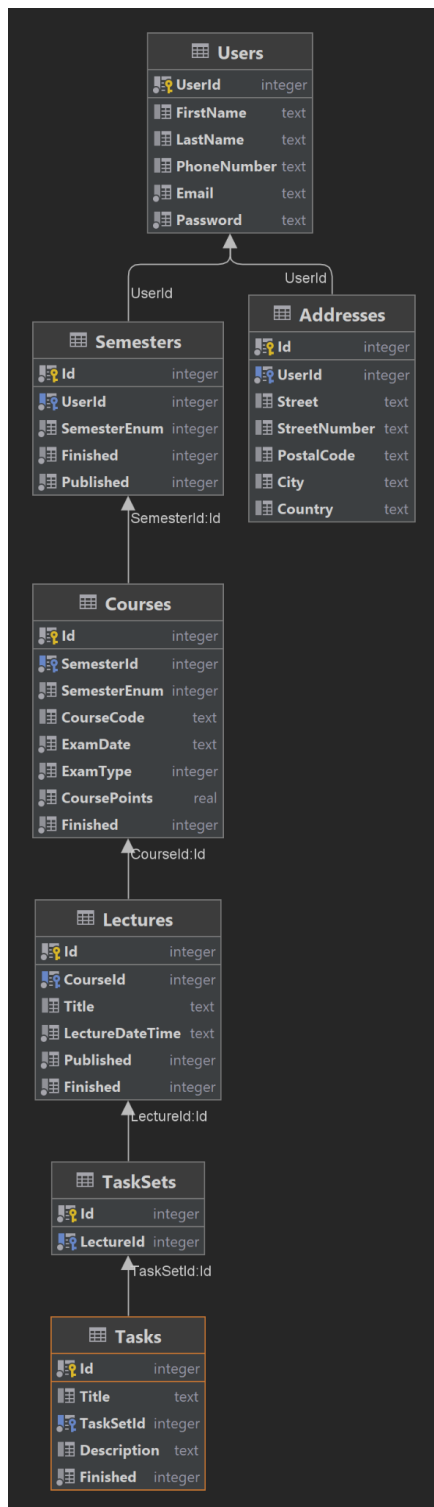 Users
UserId integer
FirstName text
LastName text
PhoneNumber text
Email text
Password text
UserId
UserId
Addresses
Id integer
UserId integer
Street text
StreetNumber text
PostalCode text
City text
Country text
Semesters
Id integer
UserId integer
SemesterEnum integer
Finished integer
Published integer
SemesterId:Id
Courses
Id integer
SemesterId integer
SemesterEnum integer
CourseCode text
ExamDate text
ExamType integer
CoursePoints real
Finished integer
CourseId:Id
Lectures
Id integer
CourseId integer
Title text
LectureDateTime text
Published integer
Finished integer
LectureId:Id
TaskSets
Id integer
LectureId integer
TaskSetId:Id
Tasks
Id integer
Title text
TaskSetId integer
Description text
Finished integer